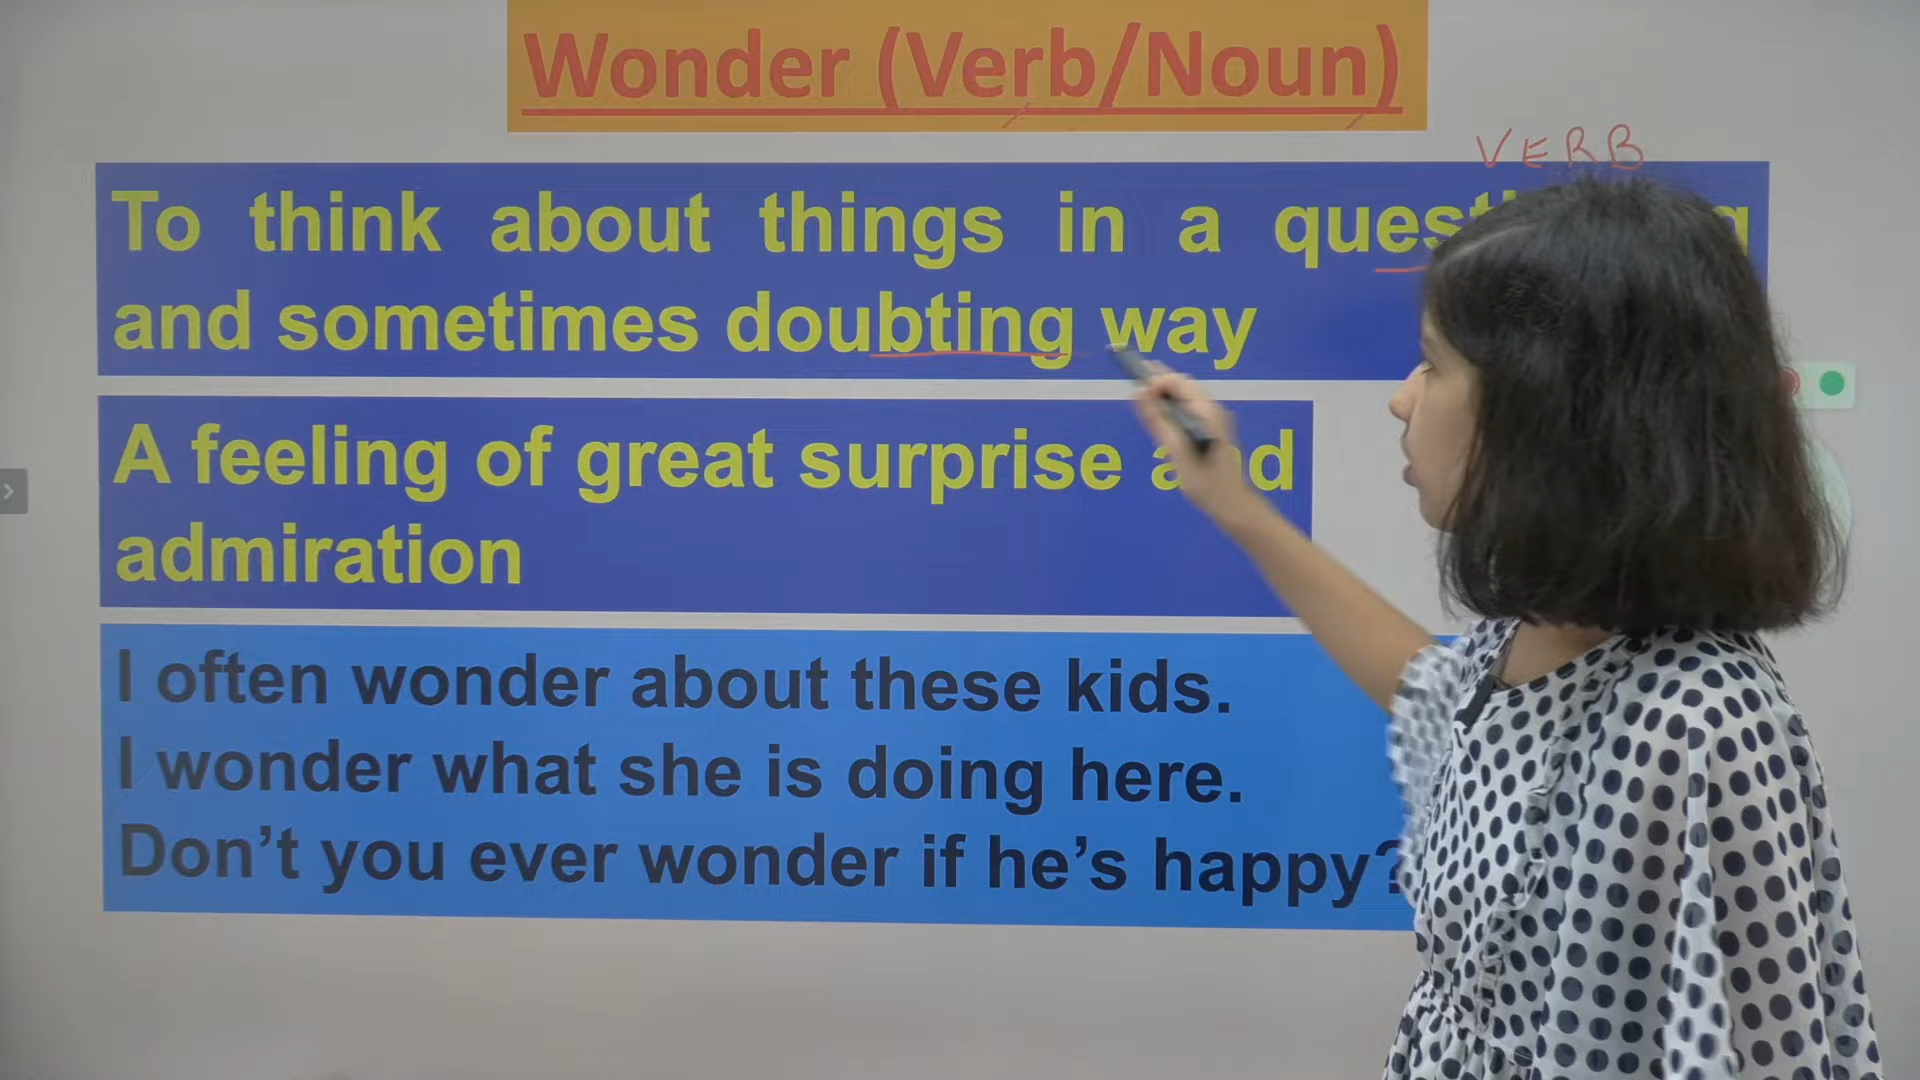 Wonder (Verb/Noun)
VERB
To think about things in a
and sometimes doubting way
A feeling of great surprise and
admiration
I often wonder about these kids.
I wonder what she is doing here.
Don't you ever wonder if he's happy?